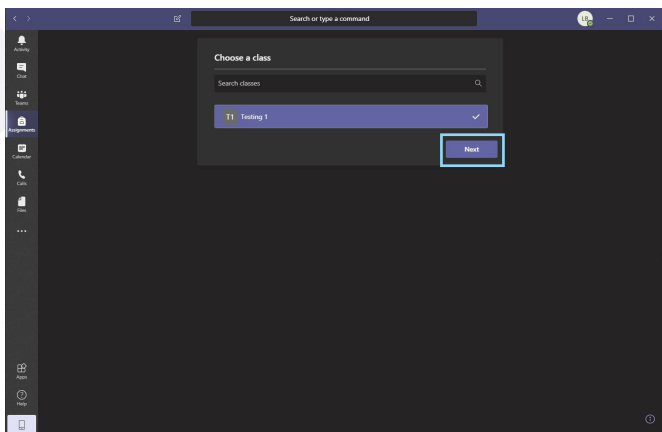 Search or type a command
LB
Activity
Chat
Teams
Assignments
Calendar
Calls
Files
Apps
Help
Choose a class
Search classes
T1 Testing 1
Next